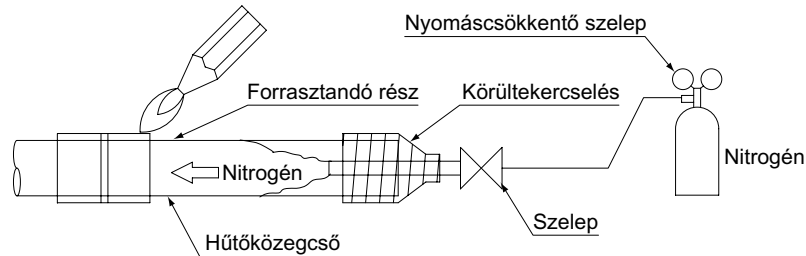 Nyomáscsökkentő szelep
Forrasztandó rész
Körültekercselés
Nitrogén
Nitrogén
Szelep
Hűtőközegcső